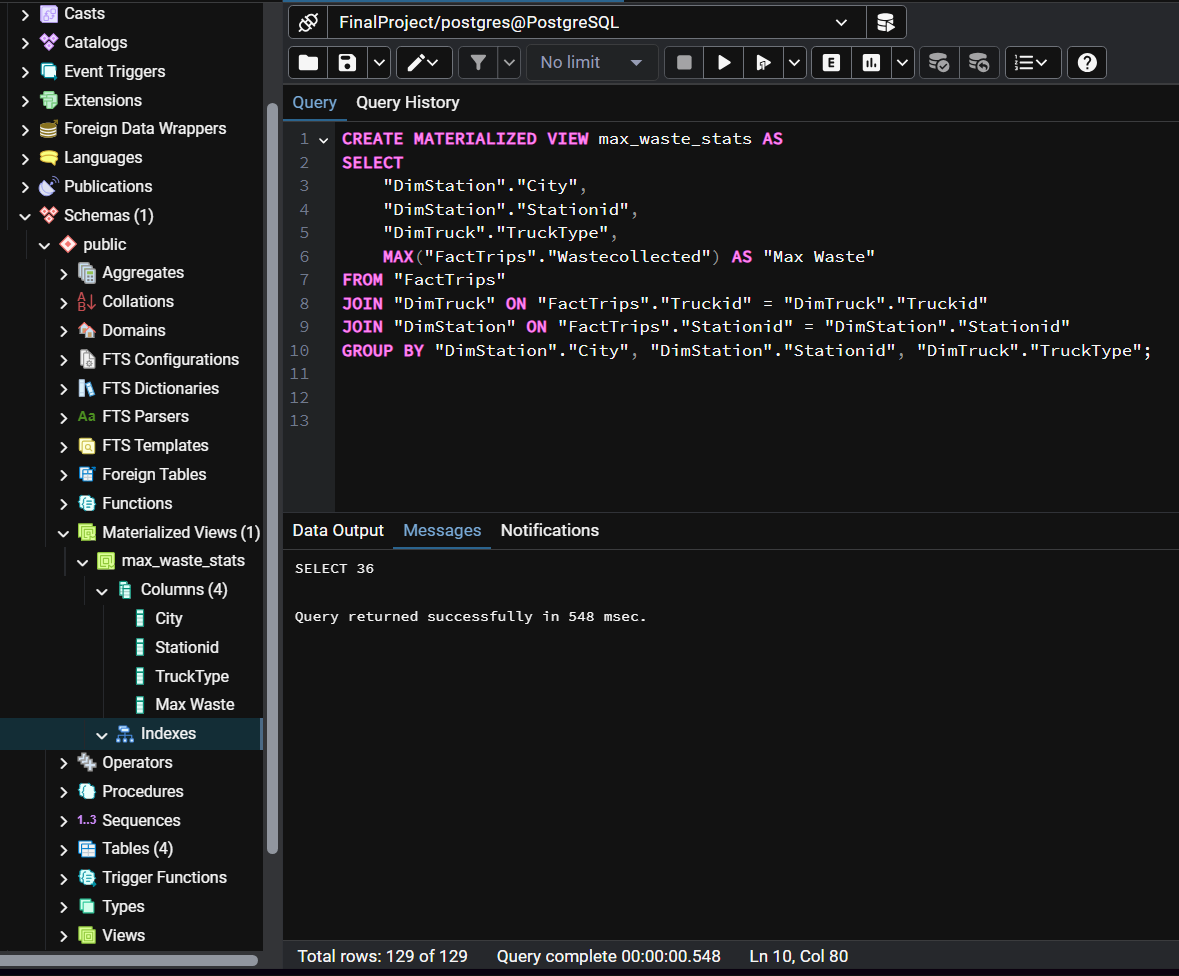 Casts
Catalogs
Event Triggers
Extensions
Foreign Data Wrappers
Languages
Publications
Schemas (1)
public
Aggregates
Collations
Domains
FTS Configurations
FTS Dictionaries
Aa FTS Parsers
FTS Templates
Foreign Tables
Functions
Materialized Views (1)
max_waste_stats
Columns (4)
City
Stationid
TruckType
Max Waste
Indexes
Operators
Procedures
1..3 Sequences
Tables (4)
Trigger Functions
Types
Views
FinalProject/postgres@PostgreSQL
No limit
E
Query Query History
1 CREATE MATERIALIZED VIEW max_waste_stats AS
2 SELECT
3 "DimStation"."City",
4 "DimStation"."Stationid",
5 "DimTruck"."TruckType",
6 MAX("FactTrips"."Wastecollected") AS "Max Waste"
7 FROM "FactTrips"
8 JOIN "DimTruck" ON "FactTrips"."Truckid" = "DimTruck"."Truckid"
9 JOIN "DimStation" ON "FactTrips"."Stationid" = "DimStation"."Stationid"
10 GROUP BY "DimStation"."City", "DimStation"."Stationid", "DimTruck"."TruckType";
11
12
13
Data Output Messages Notifications
SELECT 36
Query returned successfully in 548 msec.
Total rows: 129 of 129 Query complete 00:00:00.548 Ln 10, Col 80